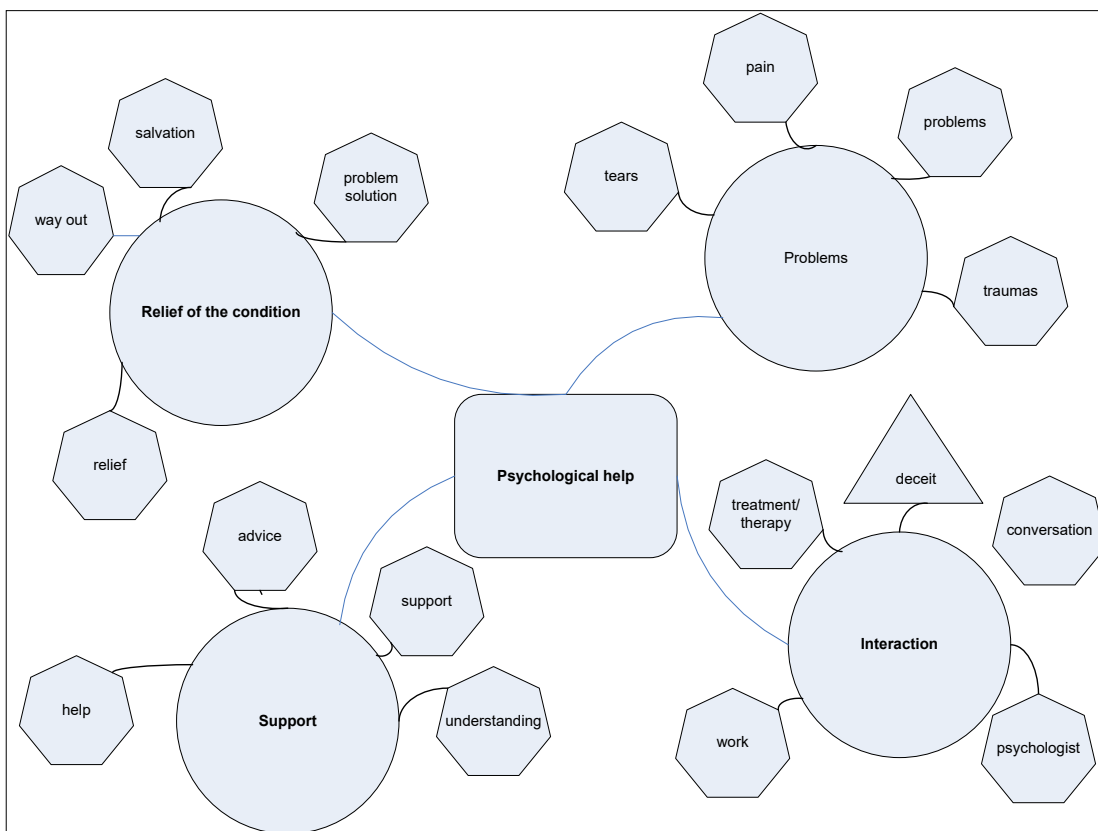 pain
salvation
problems
problem
solution
tears
way out
Problems
traumas
Relief of the condition
relief
Psychological help
deceit
treatment/
therapy
conversation
advice
support
Interaction
help
Support
understanding
work
psychologist